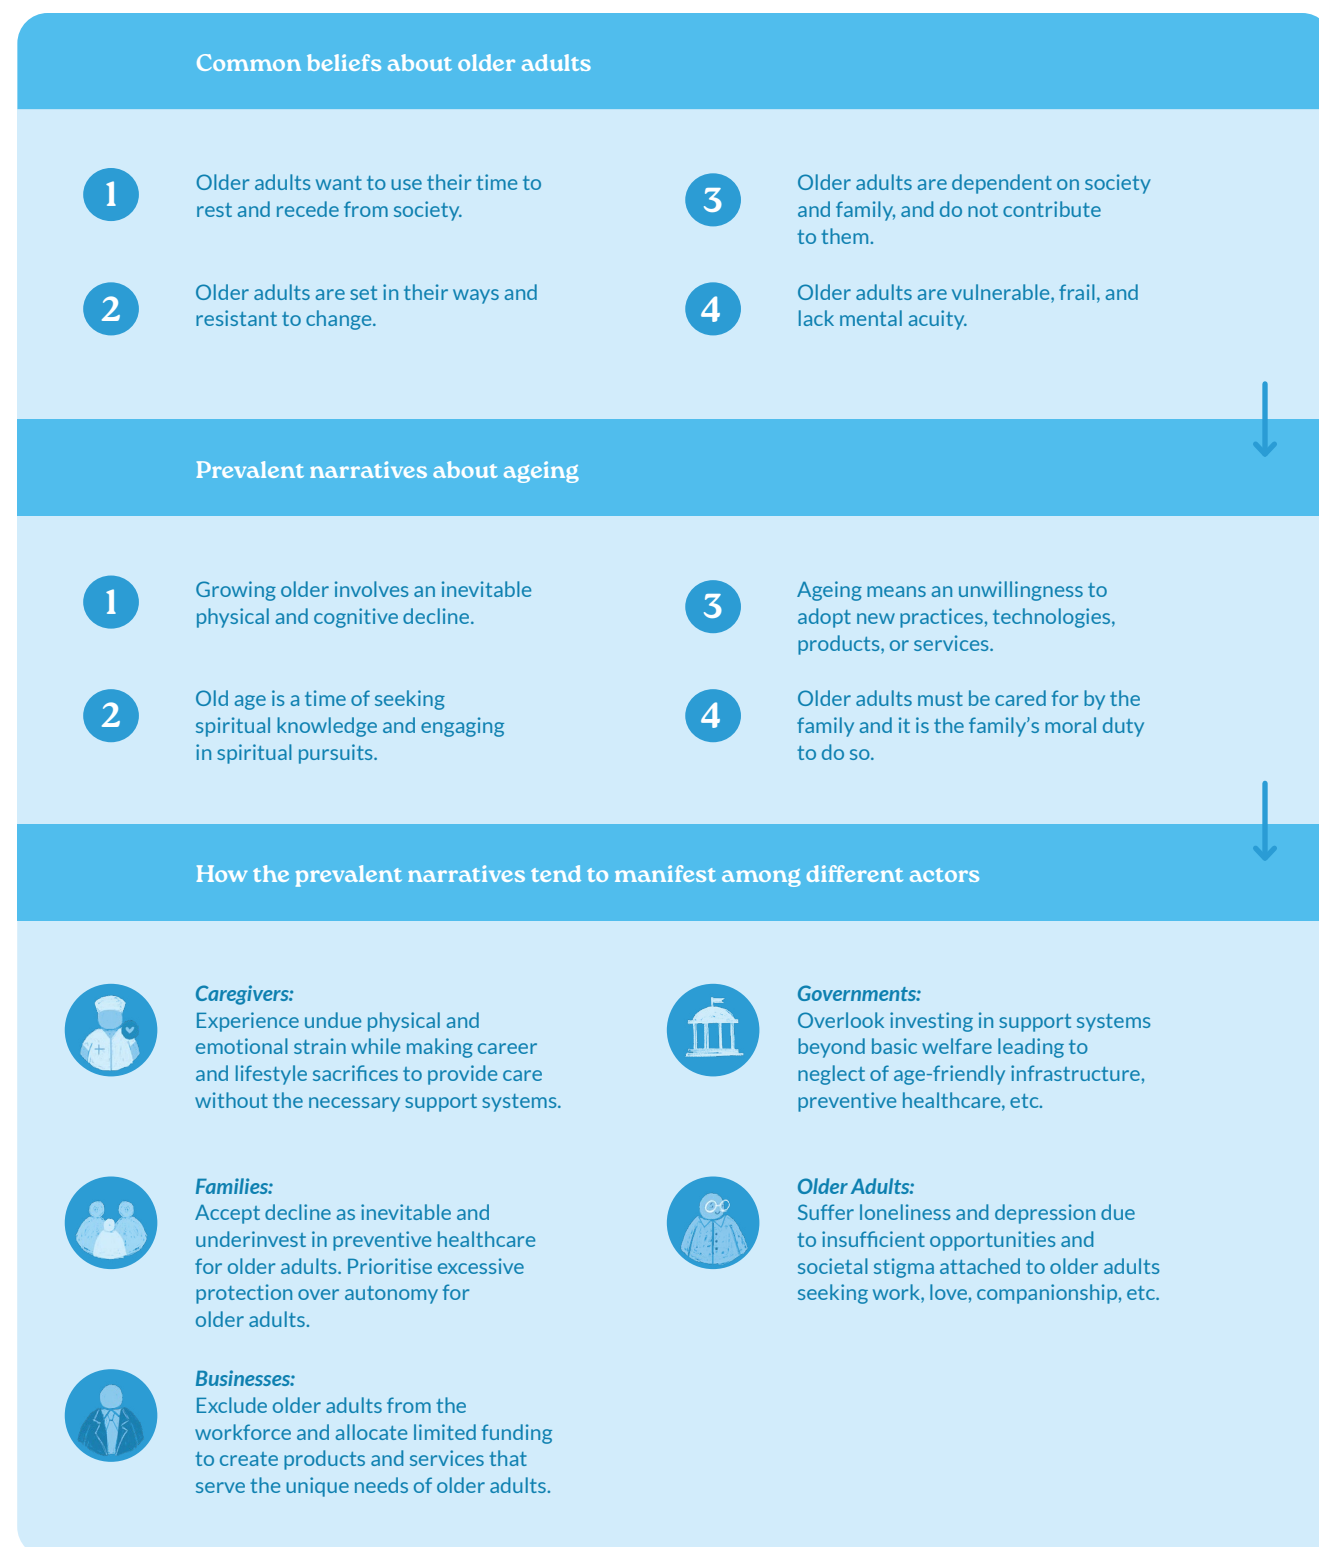 Common beliefs about older adults
1
Older adults want to use their time to
rest and recede from society.
2
Older adults are set in their ways and
resistant to change.
3
Older adults are dependent on society
and family, and do not contribute
to them.
4
Older adults are vulnerable, frail, and
lack mental acuity.
Prevalent narratives about ageing
1
Growing older involves an inevitable
physical and cognitive decline.
2
Old age is a time of seeking
spiritual knowledge and engaging
in spiritual pursuits.
3
Ageing means an unwillingness to
adopt new practices, technologies,
products, or services.
4
Older adults must be cared for by the
family and it is the family’s moral duty
to do so.
How the prevalent narratives tend to manifest among different actors
Caregivers:
Experience undue physical and
emotional strain while making career
and lifestyle sacrifices to provide care
without the necessary support systems.
Governments:
Overlook investing in support systems
beyond basic welfare leading to
neglect of age-friendly infrastructure,
preventive healthcare, etc.
Families:
Accept decline as inevitable and
underinvest in preventive healthcare
for older adults. Prioritise excessive
protection over autonomy for
older adults.
Older Adults:
Suffer loneliness and depression due
to insufficient opportunities and
societal stigma attached to older adults
seeking work, love, companionship, etc.
Businesses:
Exclude older adults from the
workforce and allocate limited funding
to create products and services that
serve the unique needs of older adults.